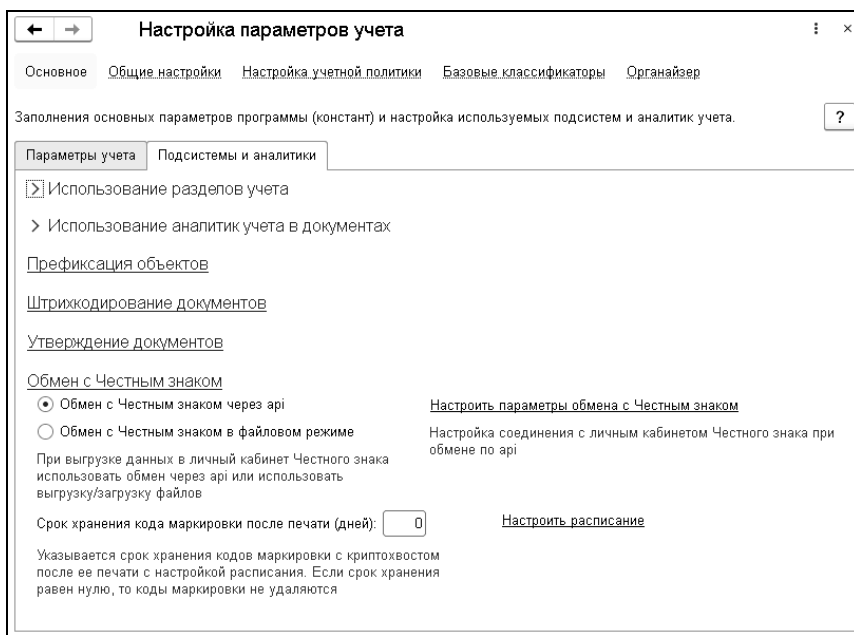 Настройка параметров учета
Основное Общие настройки Настройка учетной политики Базовые классификаторы Органайзер
Заполнения основных параметров программы (констант) и настройка используемых подсистем и аналитик учета. ?
Параметры учета Подсистемы и аналитики
Использование разделов учета
Использование аналитик учета в документах
Префиксация объектов
Штрихкодирование документов
Утверждение документов
Обмен с Честным знаком
Обмен с Честным знаком через api Настроить параметры обмена с Честным знаком
Обмен с Честным знаком в файловом режиме Настройка соединения с личным кабинетом Честного знака при
обмене по api
При выгрузке данных в личный кабинет Честного знака
использовать обмен через api или использовать
выгрузку/загрузку файлов
Срок хранения кода маркировки после печати (дней): 0 Настроить расписание
Указывается срок хранения кодов маркировки с криптохвостом
после ее печати с настройкой расписания. Если срок хранения
равен нулю, то коды маркировки не удаляются